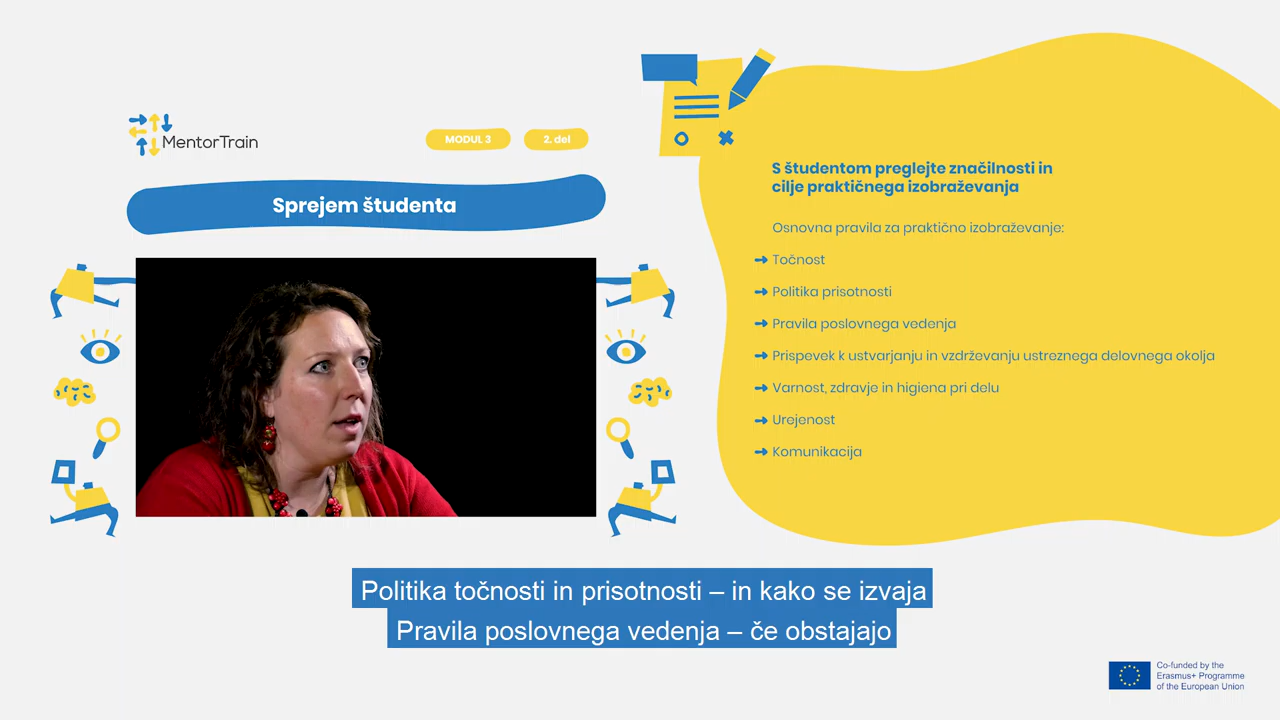 MentorTrain
MODUL 3
2. del
Sprejem študenta
S študentom preglejte značilnosti in
cilje praktičnega izobraževanja
Osnovna pravila za praktično izobraževanje:
Točnost
Politika prisotnosti
Pravila poslovnega vedenja
Prispevek k ustvarjanju in vzdrževanju ustreznega delovnega okolja
Varnost, zdravje in higiena pri delu
Urejenost
Komunikacija
Politika točnosti in prisotnosti – in kako se izvaja
Pravila poslovnega vedenja – če obstajajo
Co-funded by the
Erasmus+ Programme
of the European Union